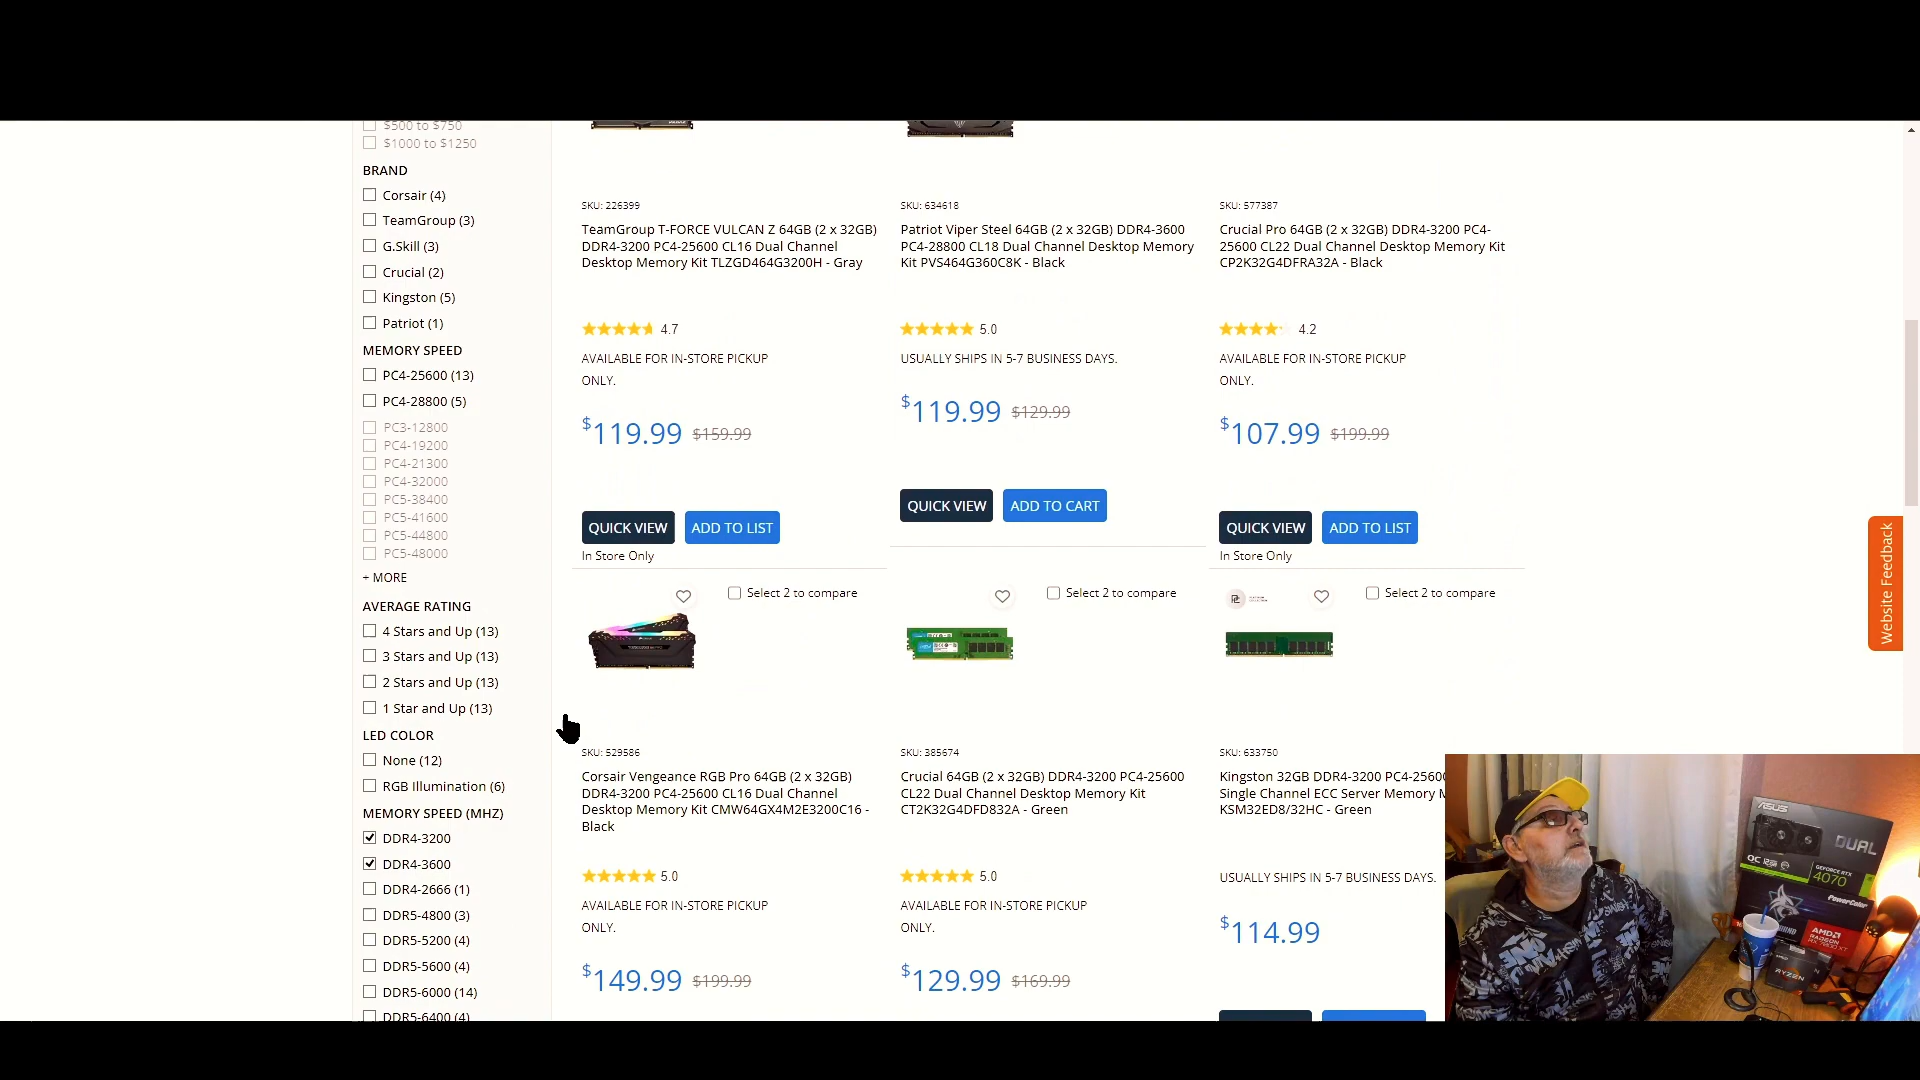 $500 to $750
$1000 to $1250
BRAND
Corsair (4)
TeamGroup (3)
G.Skill (3)
Crucial (2)
Kingston (5)
Patriot (1)
MEMORY SPEED
PC4-25600 (13)
PC4-28800 (5)
PC3-12800
PC4-19200
PC4-21300
PC4-32000
PC5-38400
PC5-41600
PC5-44800
PC5-48000
+ MORE
AVERAGE RATING
4 Stars and Up (13)
3 Stars and Up (13)
2 Stars and Up (13)
1 Star and Up (13)
LED COLOR
None (12)
RGB Illumination (6)
MEMORY SPEED (MHZ)
DDR4-3200
DDR4-3600
DDR4-2666 (1)
DDR5-4800 (3)
DDR5-5200 (4)
DDR5-5600 (4)
DDR5-6000 (14)
DDR5-6400 (4)
SKU: 226399
TeamGroup T-FORCE VULCAN Z 64GB (2 x 32GB)
DDR4-3200 PC4-25600 CL16 Dual Channel
Desktop Memory Kit TLZGD464G3200H - Gray
4.7
AVAILABLE FOR IN-STORE PICKUP
ONLY.
$119.99 $159.99
QUICK VIEW ADD TO LIST
In Store Only
SKU: 634618
Patriot Viper Steel 64GB (2 x 32GB) DDR4-3600
PC4-28800 CL18 Dual Channel Desktop Memory
Kit PVS464G360C8K - Black
5.0
USUALLY SHIPS IN 5-7 BUSINESS DAYS.
$119.99 $129.99
QUICK VIEW ADD TO CART
SKU: 577387
Crucial Pro 64GB (2 x 32GB) DDR4-3200 PC4-
25600 CL22 Dual Channel Desktop Memory Kit
CP2K32G4DFRA32A - Black
4.2
AVAILABLE FOR IN-STORE PICKUP
ONLY.
$107.99 $199.99
QUICK VIEW ADD TO LIST
In Store Only
Select 2 to compare
SKU: 529586
Corsair Vengeance RGB Pro 64GB (2 x 32GB)
DDR4-3200 PC4-25600 CL16 Dual Channel
Desktop Memory Kit CMW64GX4M2E3200C16 -
Black
5.0
AVAILABLE FOR IN-STORE PICKUP
ONLY.
$149.99 $199.99
Select 2 to compare
SKU: 385674
Crucial 64GB (2 x 32GB) DDR4-3200 PC4-25600
CL22 Dual Channel Desktop Memory Kit
CT2K32G4DFD832A - Green
5.0
AVAILABLE FOR IN-STORE PICKUP
ONLY.
$129.99 $169.99
Select 2 to compare
SKU: 633750
Kingston 32GB DDR4-3200 PC4-25600
Single Channel ECC Server Memory
KSM32ED8/32HC - Green
USUALLY SHIPS IN 5-7 BUSINESS DAYS.
$114.99
Website Feedback
ASUS
DUAL
OC 12GB
GEFORCE RTX
4070
PowerColor
AMD
RADEON
RX 7800 XT
RYZEN